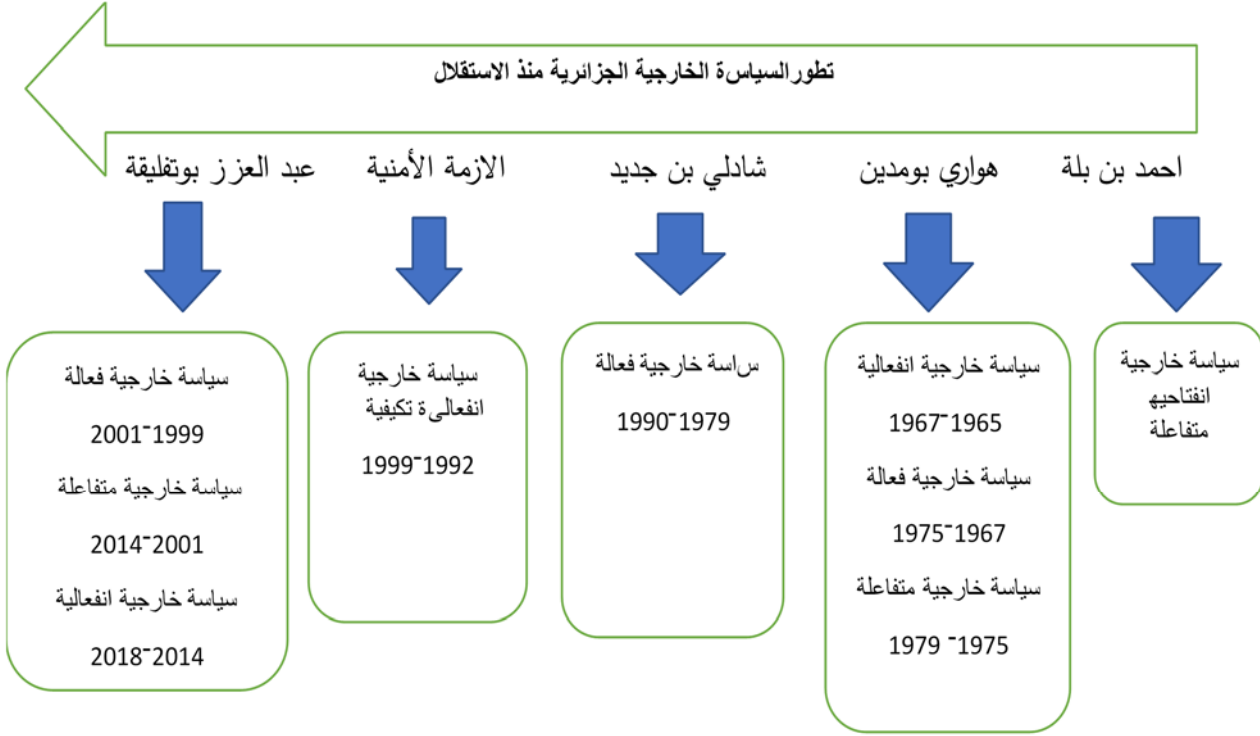 تطور السياسة الخارجية الجزائرية منذ الاستقلال
احمد بن بلة
هواري بومدين
شادلي بن جديد
الازمة الأمنية
عبد العزز بوتفليقة
سياسة خارجية
انفتاحيه
متفاعلة
سياسة خارجية انفعالية
1967-1965
سياسة خارجية فعالة
1975-1967
سياسة خارجية متفاعلة
1979 -1975
سىاسة خارجية فعالة
1990-1979
سياسة خارجية
انفعالىة تكيفية
1999-1992
سياسة خارجية فعالة
2001-1999
سياسة خارجية متفاعلة
2014-2001
سياسة خارجية انفعالية
2018-2014